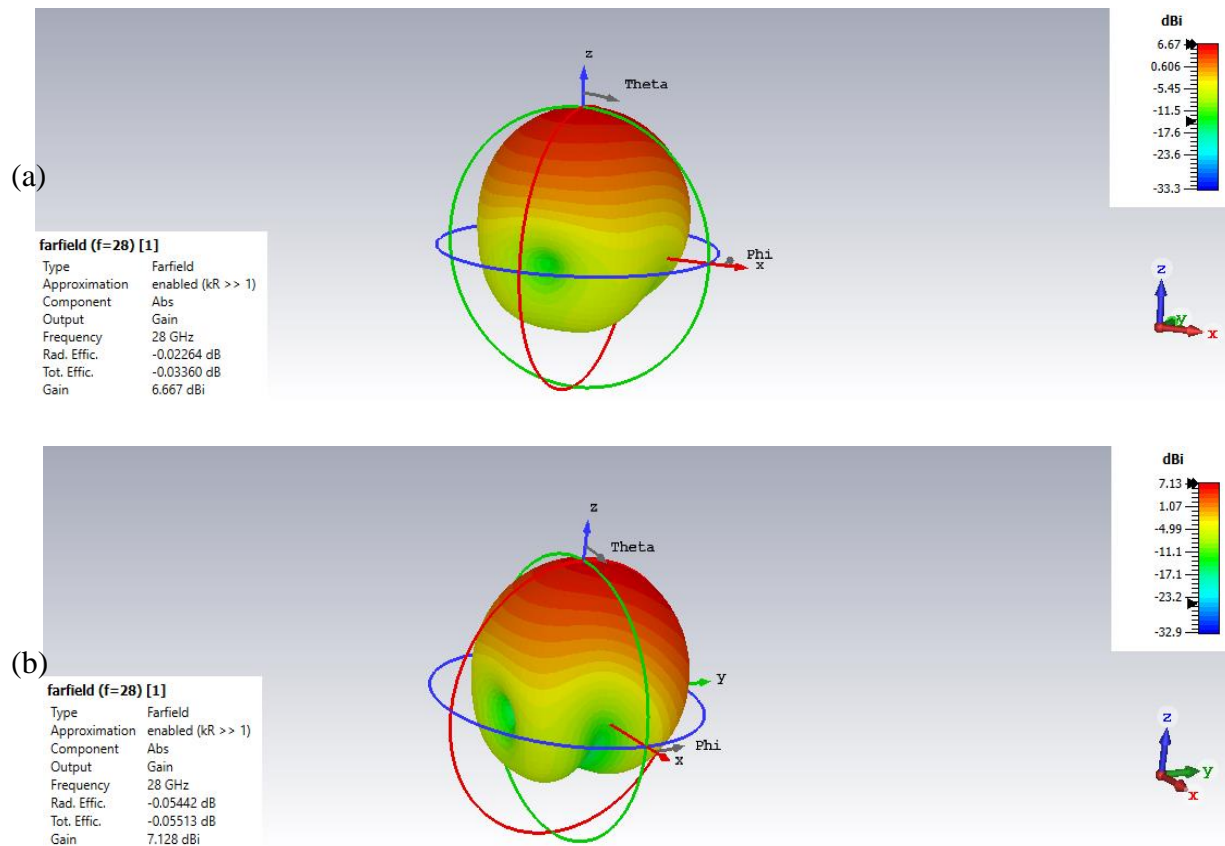 (a)
z
Theta
Phi
x
dBi
6.67
0.606
-5.45
-11.5
-17.6
-23.6
-33.3
z
y
x
farfield (f=28) [1]
Type Farfield
Approximation enabled (kR >> 1)
Component Abs
Output Gain
Frequency 28 GHz
Rad. Effic. -0.02264 dB
Tot. Effic. -0.03360 dB
Gain 6.667 dBi
(b)
z
Theta
y
Phi
x
dBi
7.13
1.07
-4.99
-11.1
-17.1
-23.2
-32.9
z
y
x
farfield (f=28) [1]
Type Farfield
Approximation enabled (kR >> 1)
Component Abs
Output Gain
Frequency 28 GHz
Rad. Effic. -0.05442 dB
Tot. Effic. -0.05513 dB
Gain 7.128 dBi